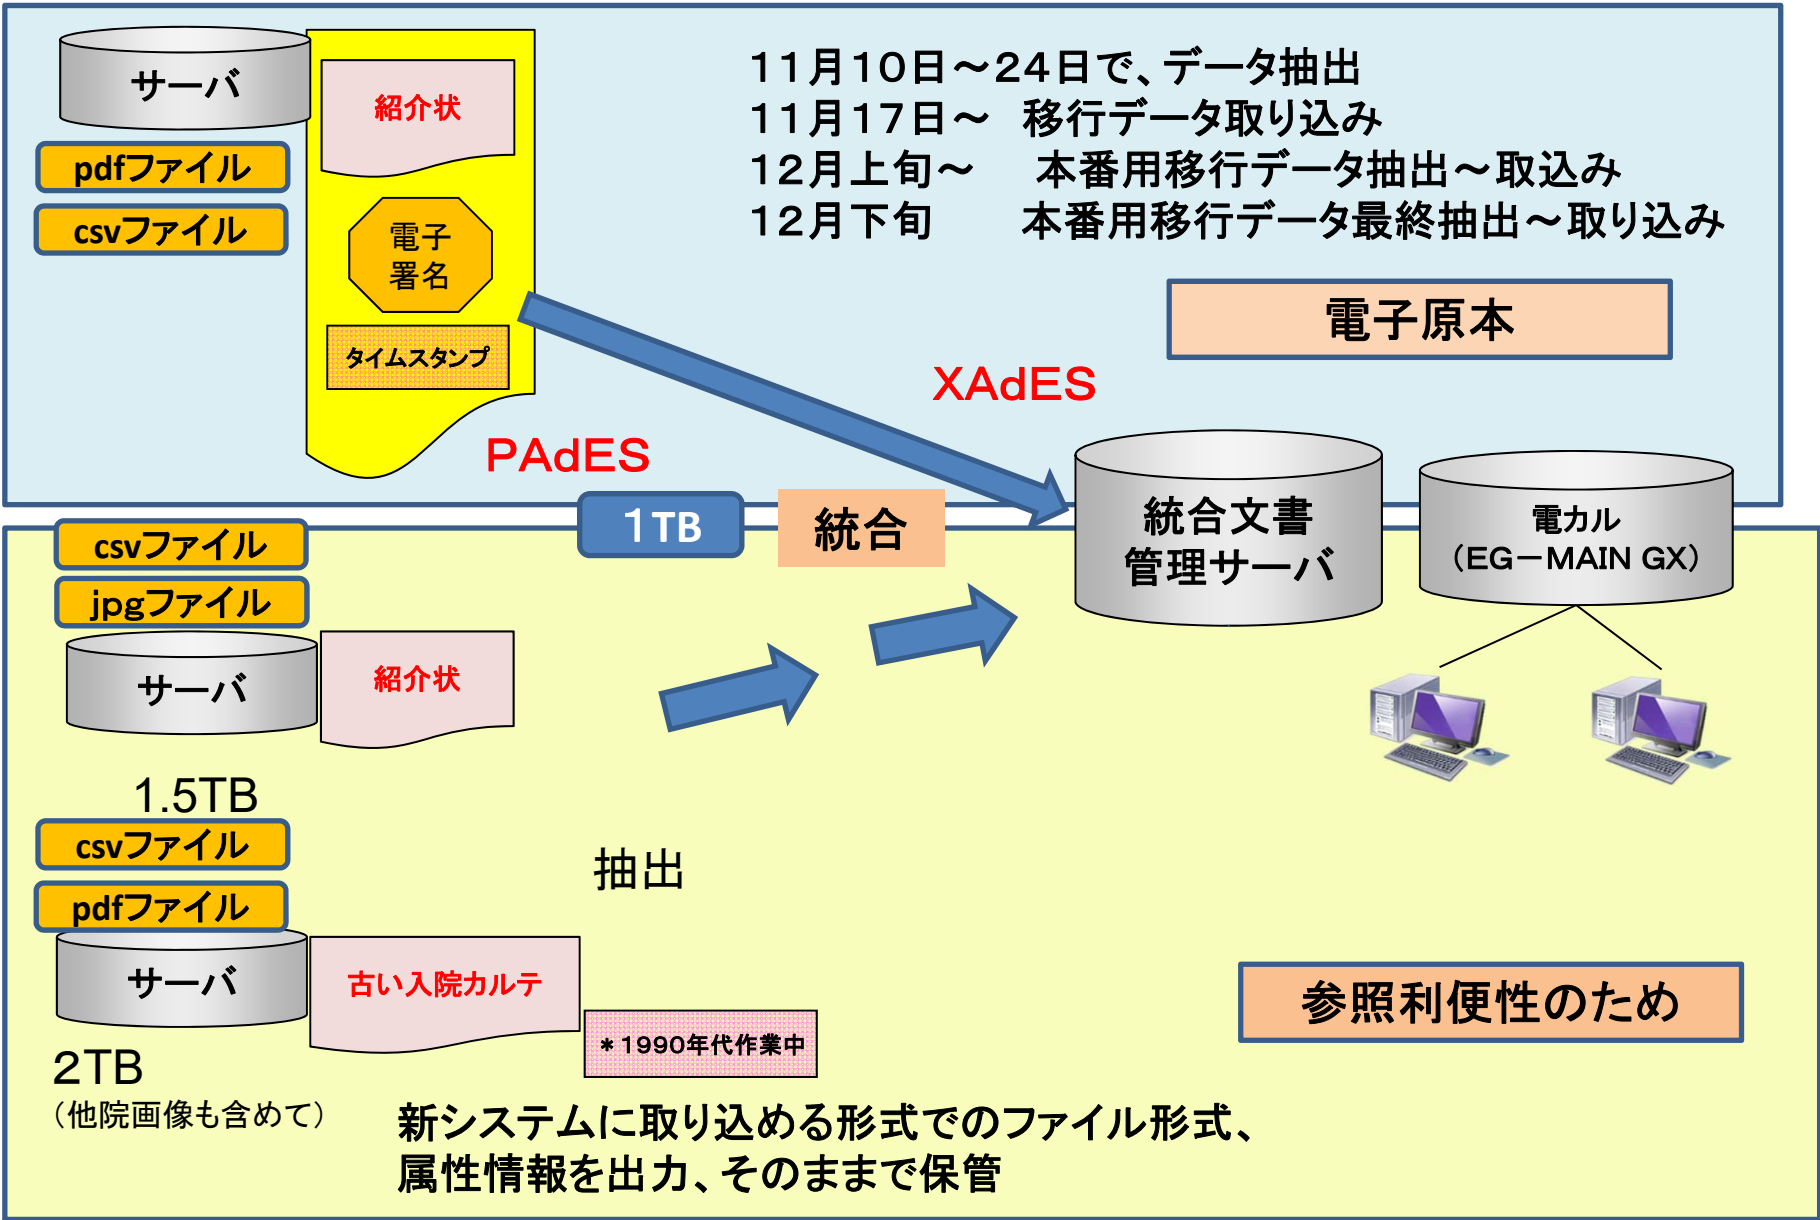 サーバ
紹介状
pdfファイル
csvファイル
電子
署名
タイムスタンプ
11月10日～24日で、データ抽出
11月17日～　移行データ取り込み
12月上旬～　　本番用移行データ抽出～取込み
12月下旬　　本番用移行データ最終抽出～取り込み
電子原本
XAdES
PAdES
1TB
統合
統合文書
管理サーバ
電カル
（EG－MAIN GX）
csvファイル
jpgファイル
サーバ
紹介状
1.5TB
csvファイル
pdfファイル
抽出
サーバ
古い入院カルテ
＊1990年代作業中
参照利便性のため
2TB
（他院画像も含めて）
新システムに取り込める形式でのファイル形式、
属性情報を出力、そのままで保管